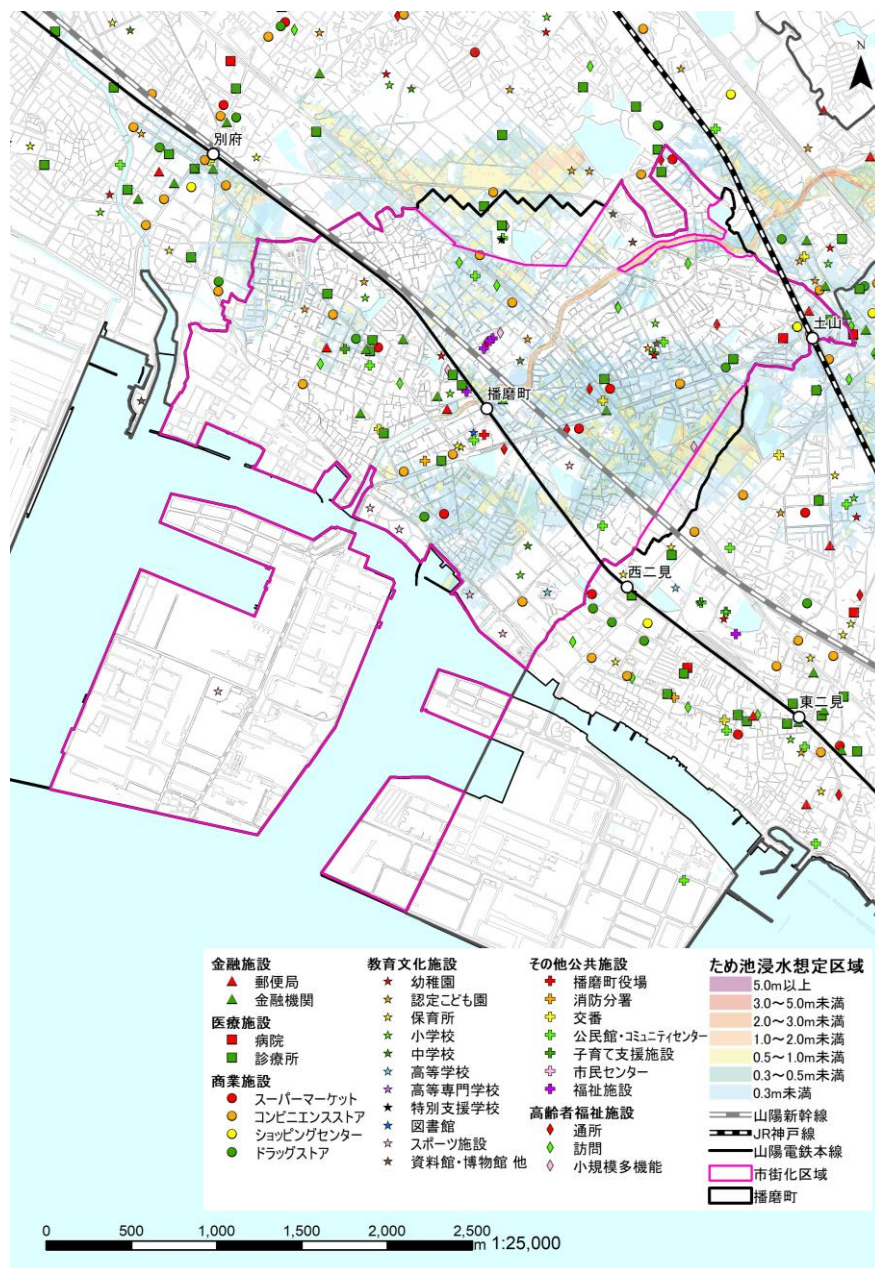 N
別府
土山
播磨町
西二見
東二見
金融施設
郵便局
金融機関
医療施設
病院
診療所
商業施設
スーパーマーケット
コンビニエンスストア
ショッピングセンター
ドラッグストア
教育文化施設
幼稚園
認定こども園
保育所
小学校
中学校
高等学校
高等専門学校
特別支援学校
図書館
スポーツ施設
資料館・博物館 他
その他公共施設
播磨町役場
消防分署
交番
公民館・コミュニティセンター
子育て支援施設
市民センター
福祉施設
高齢者福祉施設
通所
訪問
小規模多機能
ため池浸水想定区域
5.0m以上
3.0～5.0m未満
2.0～3.0m未満
1.0～2.0m未満
0.5～1.0m未満
0.3～0.5m未満
0.3m未満
山陽新幹線
JR神戸線
山陽電鉄本線
市街化区域
播磨町
0 500 1,000 1,500 2,000 2,500
m 1:25,000